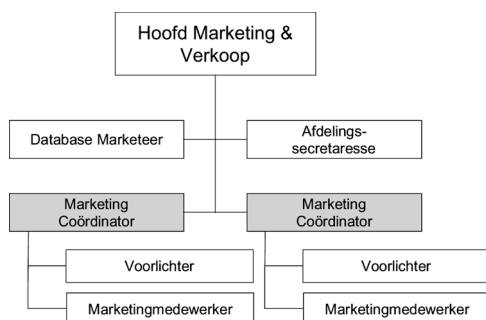 Hoofd Marketing &
Verkoop
Database Marketeer
Afdelings-
secretaresse
Marketing
Coördinator
Marketing
Coördinator
Voorlichter
Voorlichter
Marketingmedewerker
Marketingmedewerker